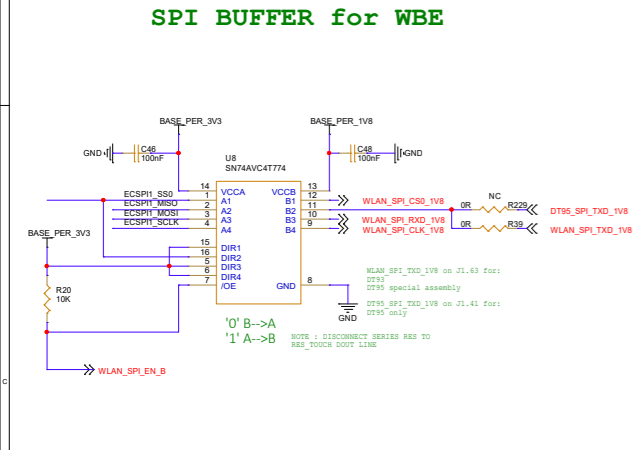 SPI BUFFER for WBE
BASE_PER_3V3
BASE_PER_1V8
GND
C46
100nF
C48
100nF
GND
U8
SN74AVC4T774
14 VCCA VCCB 13
ECSPI1_SS0 1 A1 B1 12 WLAN_SPI_CS0_1V8
ECSPI1_MISO 2 A2 B2 11
ECSPI1_MOSI 3 A3 B3 10 WLAN_SPI_RXD_1V8
ECSPI1_SCLK 4 A4 B4 9 WLAN_SPI_CLK_1V8
NC
0R R229 DT95_SPI_TXD_1V8
0R R39 WLAN_SPI_TXD_1V8
BASE_PER_3V3
15 DIR1
16 DIR2
5 DIR3
6 DIR4
7 /OE GND 8
R20
10K
GND
WLAN_SPI_TXD_1V8 on J1.63 for:
DT93
DT95 special assembly
DT95_SPI_TXD_1V8 on J1.41 for:
DT95 only
'0' B-->A
'1' A-->B
NOTE : DISCONNECT SERIES RES TO
RES_TOUCH DOUT LINE
WLAN_SPI_EN_B
C